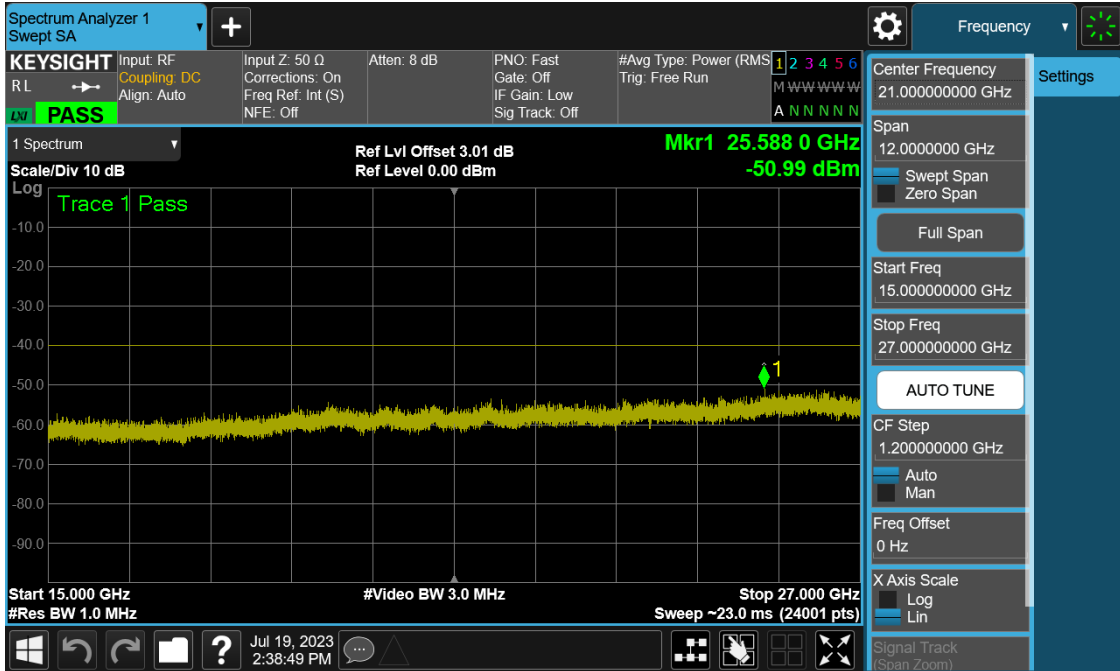 Spectrum Analyzer 1
Swept SA
Frequency
KEYSIGHT
R L
LXI
PASS
Input: RF
Coupling: DC
Align: Auto
Input Z: 50 Ω
Corrections: On
Freq Ref: Int (S)
NFE: Off
Atten: 8 dB
PNO: Fast
Gate: Off
IF Gain: Low
Sig Track: Off
#Avg Type: Power (RMS
Trig: Free Run
1 2 3 4 5 6
M W W W W W
A N N N N N
1 Spectrum
Scale/Div 10 dB
Ref Lvl Offset 3.01 dB
Ref Level 0.00 dBm
Mkr1 25.588 0 GHz
-50.99 dBm
Log
Trace 1 Pass
-10.0
-20.0
-30.0
-40.0
-50.0
-60.0
-70.0
-80.0
-90.0
1
Start 15.000 GHz
#Video BW 3.0 MHz
Stop 27.000 GHz
#Res BW 1.0 MHz
Sweep ~23.0 ms (24001 pts)
Jul 19, 2023
2:38:49 PM
Center Frequency
21.000000000 GHz
Span
12.0000000 GHz
Swept Span
Zero Span
Full Span
Start Freq
15.000000000 GHz
Stop Freq
27.000000000 GHz
AUTO TUNE
CF Step
1.200000000 GHz
Auto
Man
Freq Offset
0 Hz
X Axis Scale
Log
Lin
Signal Track
(Span Zoom)
Settings